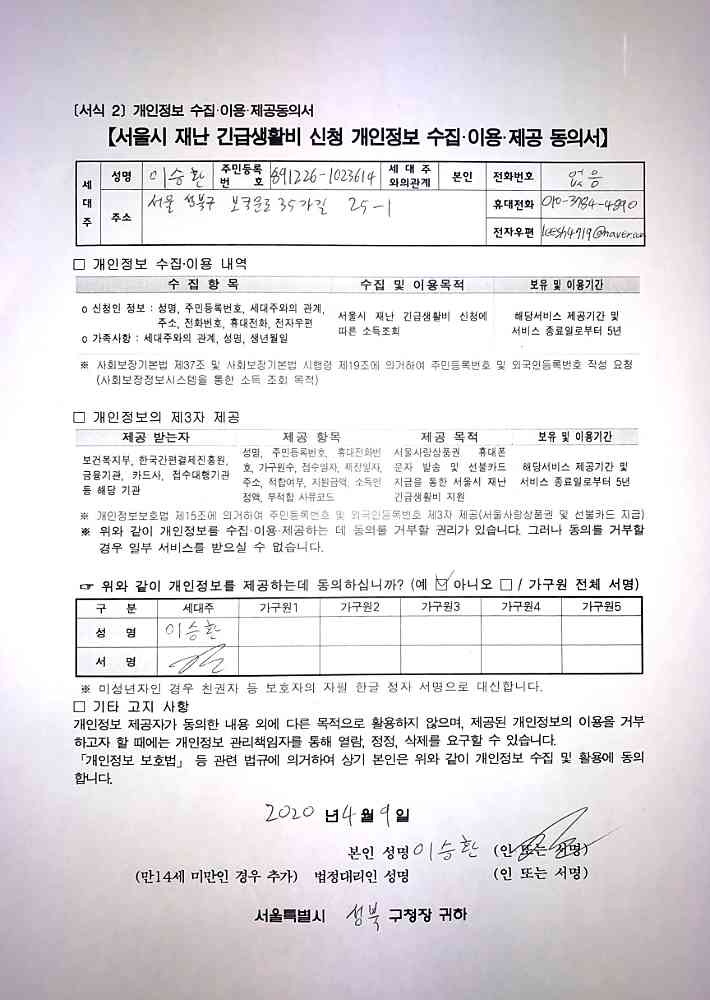 〔서식 2〕 개인정보 수집·이용·제공동의서
【서울시 재난 긴급생활비 신청 개인정보 수집·이용·제공 동의서】
세대주 성명 이승환 주민등록번호 891226-1023614 세대주와의관계 본인 전화번호 없음
주소 서울 성북구 보국문로35가길 25-1 휴대전화 010-3784-4890
전자우편 @naver.com
□ 개인정보 수집·이용 내역
수 집 항 목 수집 및 이용목적 보유 및 이용기간
o 신청인 정보 : 성명, 주민등록번호, 세대주와의 관계, 주소, 전화번호, 휴대전화, 전자우편
o 가족사항 : 세대주와의 관계, 성명, 생년월일
서울시 재난 긴급생활비 신청에 따른 소득조회
해당서비스 제공기간 및 서비스 종료일로부터 5년
※ 사회보장기본법 제37조 및 사회보장기본법 시행령 제19조에 의거하여 주민등록번호 및 외국인등록번호 작성 요청
(사회보장정보시스템을 통한 소득 조회 목적)
□ 개인정보의 제3자 제공
제공 받는자 제공 항목 제공 목적 보유 및 이용기간
보건복지부, 한국간편결제진흥원, 금융기관, 카드사, 접수대행기관 등 해당 기관
성명, 주민등록번호, 휴대전화번호, 가구원수, 접수일자, 제장일자, 주소, 적합여부, 지원금액, 소득인정액, 부적합 사유코드
서울사랑상품권 휴대폰 문자 발송 및 선불카드 지급을 통한 서울시 재난 긴급생활비 지원
해당서비스 제공기간 및 서비스 종료일로부터 5년
※ 개인정보보호법 제15조에 의거하여 주민등록번호 및 외국인등록번호 제3자 제공(서울사랑상품권 및 선불카드 지급)
※ 위와 같이 개인정보를 수집·이용·제공하는 데 동의를 거부할 권리가 있습니다. 그러나 동의를 거부할
경우 일부 서비스를 받으실 수 없습니다.
☞ 위와 같이 개인정보를 제공하는데 동의하십니까? (예 ☑ 아니오 □ / 가구원 전체 서명)
구 분 세대주 가구원1 가구원2 가구원3 가구원4 가구원5
성 명 이승환
서 명
※ 미성년자인 경우 친권자 등 보호자의 자필 한글 정자 서명으로 대신합니다.
□ 기타 고지 사항
개인정보 제공자가 동의한 내용 외에 다른 목적으로 활용하지 않으며, 제공된 개인정보의 이용을 거부
하고자 할 때에는 개인정보 관리책임자를 통해 열람, 정정, 삭제를 요구할 수 있습니다.
「개인정보 보호법」 등 관련 법규에 의거하여 상기 본인은 위와 같이 개인정보 수집 및 활용에 동의
합니다.
2020 년 4 월 9 일
본인 성명 이승환 (인 또는 서명)
(만14세 미만인 경우 추가) 법정대리인 성명 (인 또는 서명)
서울특별시 성북 구청장 귀하